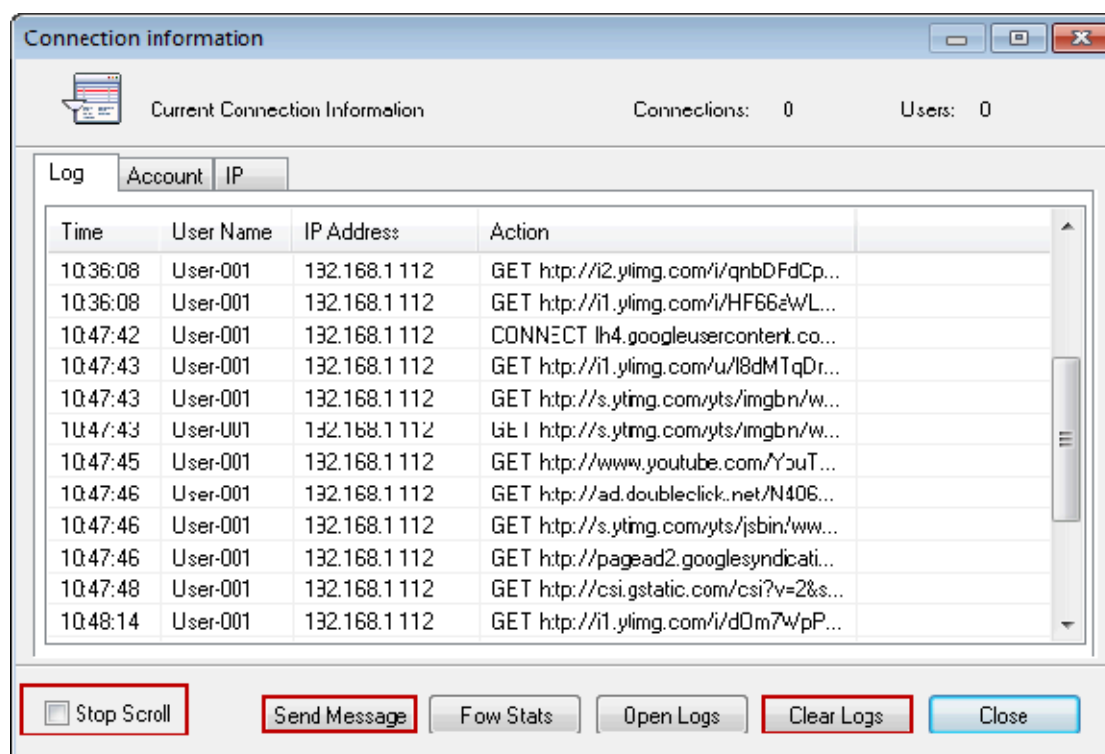 Connection information
Current Connection Information Connections: 0 Users: 0
Log Account IP
Time User Name IP Address Action
10:36:08 User-001 192.168.1.112 GET http://i2.ytimg.com/i/qnbDFdCp...
10:36:08 User-001 192.168.1.112 GET http://i1.ytimg.com/i/HF66aWL...
10:47:42 User-001 192.168.1.112 CONNECT lh4.googleusercontent.co...
10:47:43 User-001 192.168.1.112 GET http://i1.ytimg.com/u/l8dMTqDr...
10:47:43 User-001 192.168.1.112 GET http://s.ytimg.com/yts/imgbin/w...
10:47:43 User-001 192.168.1.112 GET http://s.ytimg.com/yts/imgbin/w...
10:47:45 User-001 192.168.1.112 GET http://www.youtube.com/YouT...
10:47:46 User-001 192.168.1.112 GET http://ad.doubleclick.net/N406...
10:47:46 User-001 192.168.1.112 GET http://s.ytimg.com/yts/jsbin/ww...
10:47:46 User-001 192.168.1.112 GET http://pagead2.googlesyndicati...
10:47:48 User-001 192.168.1.112 GET http://csi.gstatic.com/csi?v=2&s...
10:48:14 User-001 192.168.1.112 GET http://i1.ytimg.com/i/dOm7WpP...
Stop Scroll Send Message Fow Stats Open Logs Clear Logs Close